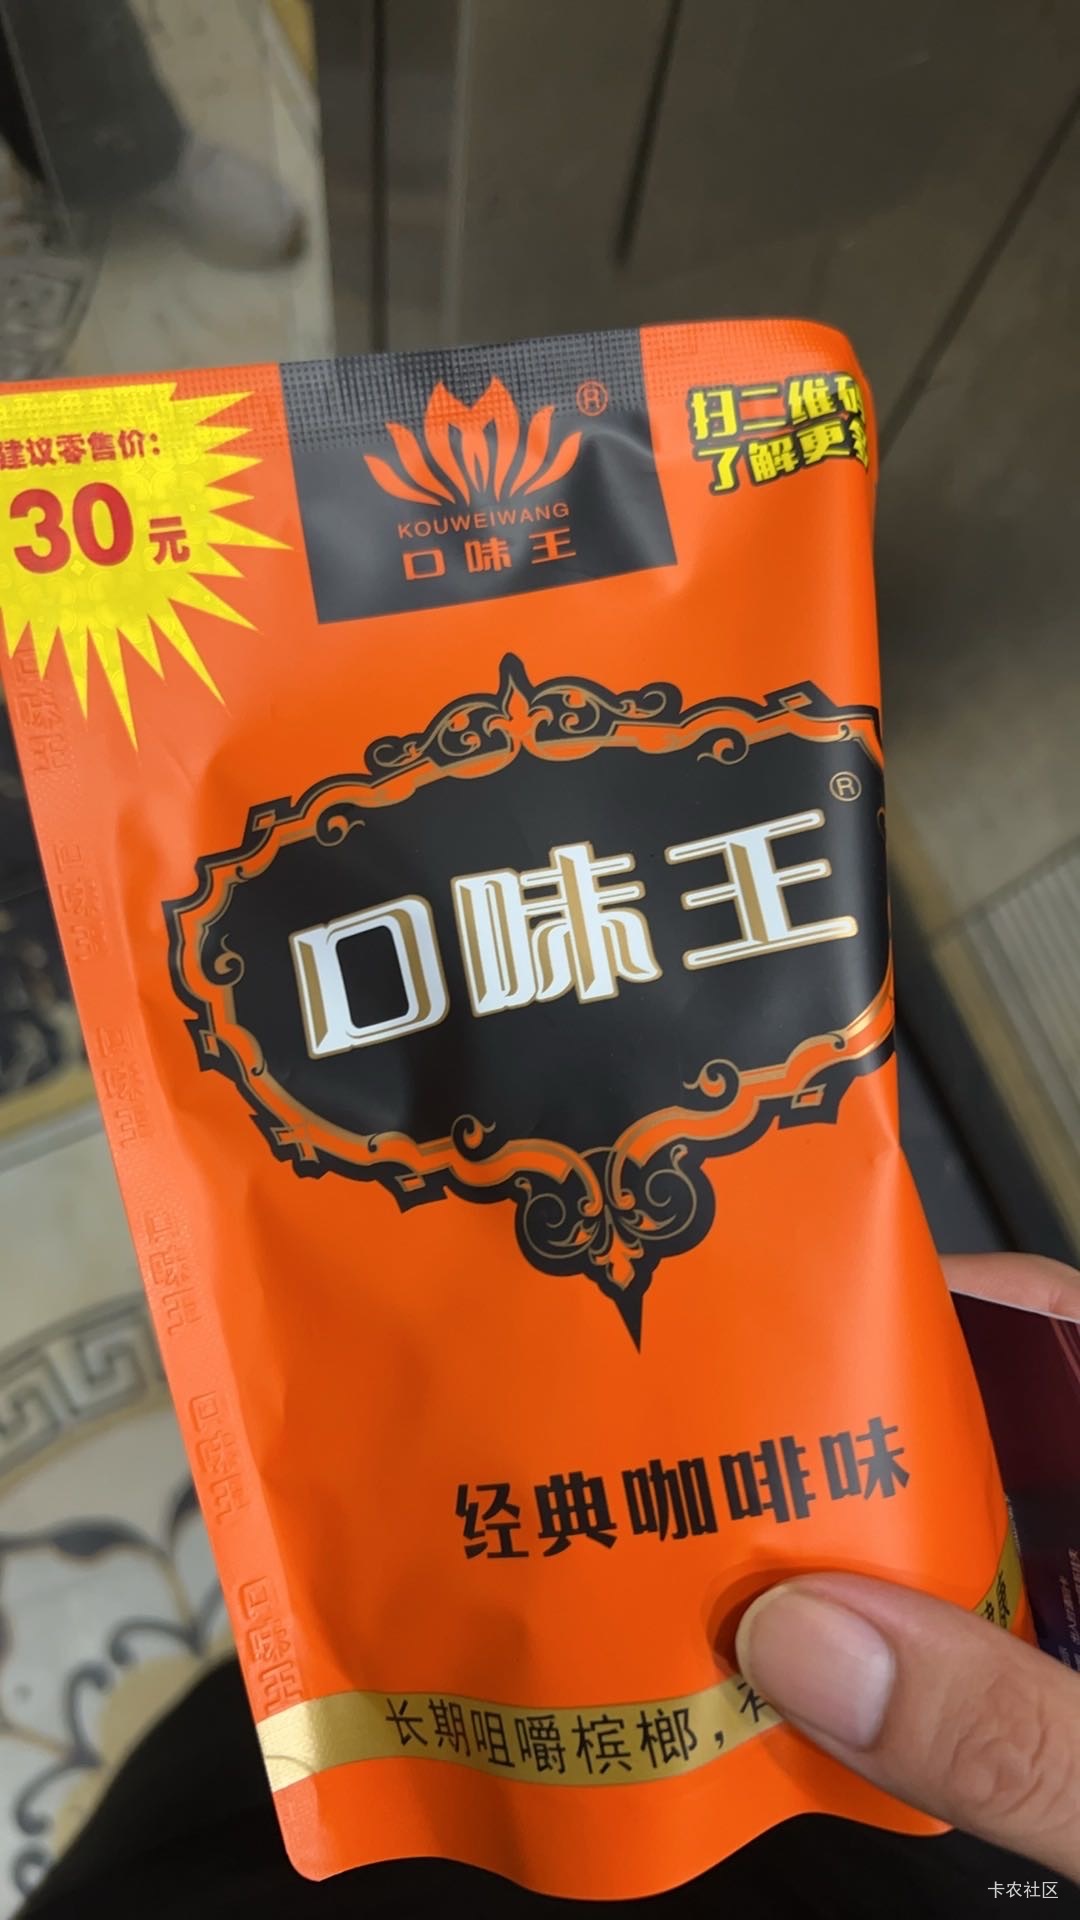 建议零售价:
30元
KOUWEIWANG
口味王
扫二维码
了解更多
口味王
经典咖啡味
长期咀嚼槟榔,有
卡农社区